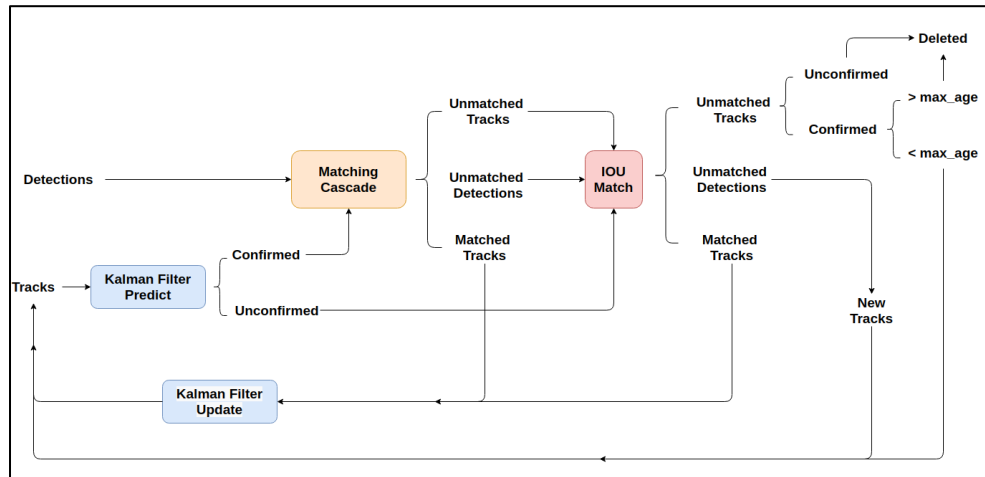 Deleted
Unconfirmed
Unmatched
Tracks
Unmatched
Tracks
> max_age
Confirmed
< max_age
Detections
Matching
Cascade
Unmatched
Detections
IOU
Match
Unmatched
Detections
Matched
Tracks
Matched
Tracks
Confirmed
Tracks
Kalman Filter
Predict
Unconfirmed
New
Tracks
Kalman Filter
Update